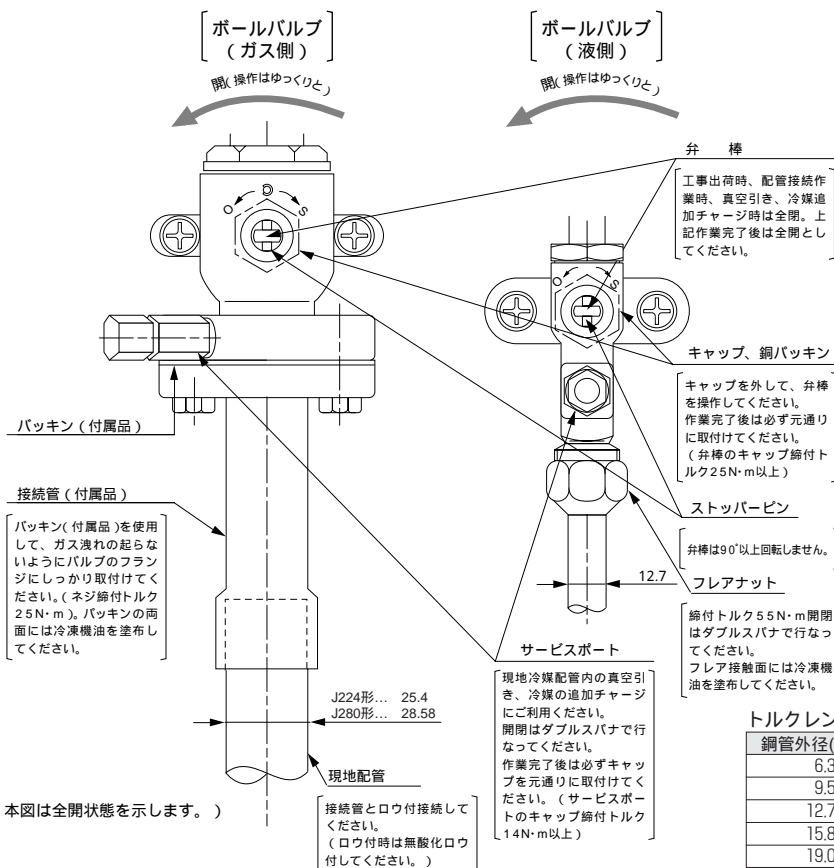 ボールバルブ
（ガス側）
開(操作はゆっくりと)
ボールバルブ
（液側）
開(操作はゆっくりと)
弁　棒
工事出荷時、配管接続作
業時、真空引き、冷媒追
加チャージ時は全閉。上
記作業完了後は全開とし
てください。
O
S
O
S
キャップ、銅パッキン
キャップを外して、弁棒
を操作してください。
作業完了後は必ず元通り
に取付けてください。
（弁棒のキャップ締付ト
ルク25N･m以上）
パッキン（付属品）
接続管（付属品）
パッキン(付属品)を使用
して、ガス洩れの起らな
いようにバルブのフラン
ジにしっかり取付けてく
ださい。(ネジ締付トルク
25N･m)。パッキンの両
面には冷凍機油を塗布し
てください。
ストッパーピン
弁棒は90°以上回転しません。
12.7
フレアナット
締付トルク55N･m開閉
はダブルスパナで行なっ
てください。
フレア接触面には冷凍機
油を塗布してください。
サービスポート
現地冷媒配管内の真空引
き、冷媒の追加チャージ
にご利用ください。
開閉はダブルスパナで行
なってください。
作業完了後は必ずキャッ
プを元通りに取付けてく
ださい。（サービスポー
トのキャップ締付トルク
14N･m以上）
J224形… 25.4
J280形… 28.58
現地配管
接続管とロウ付接続して
ください。
（ロウ付時は無酸化ロウ
付してください。）
本図は全開状態を示します。）
トルクレン
鋼管外径(
6.3
9.5
12.7
15.8
19.0